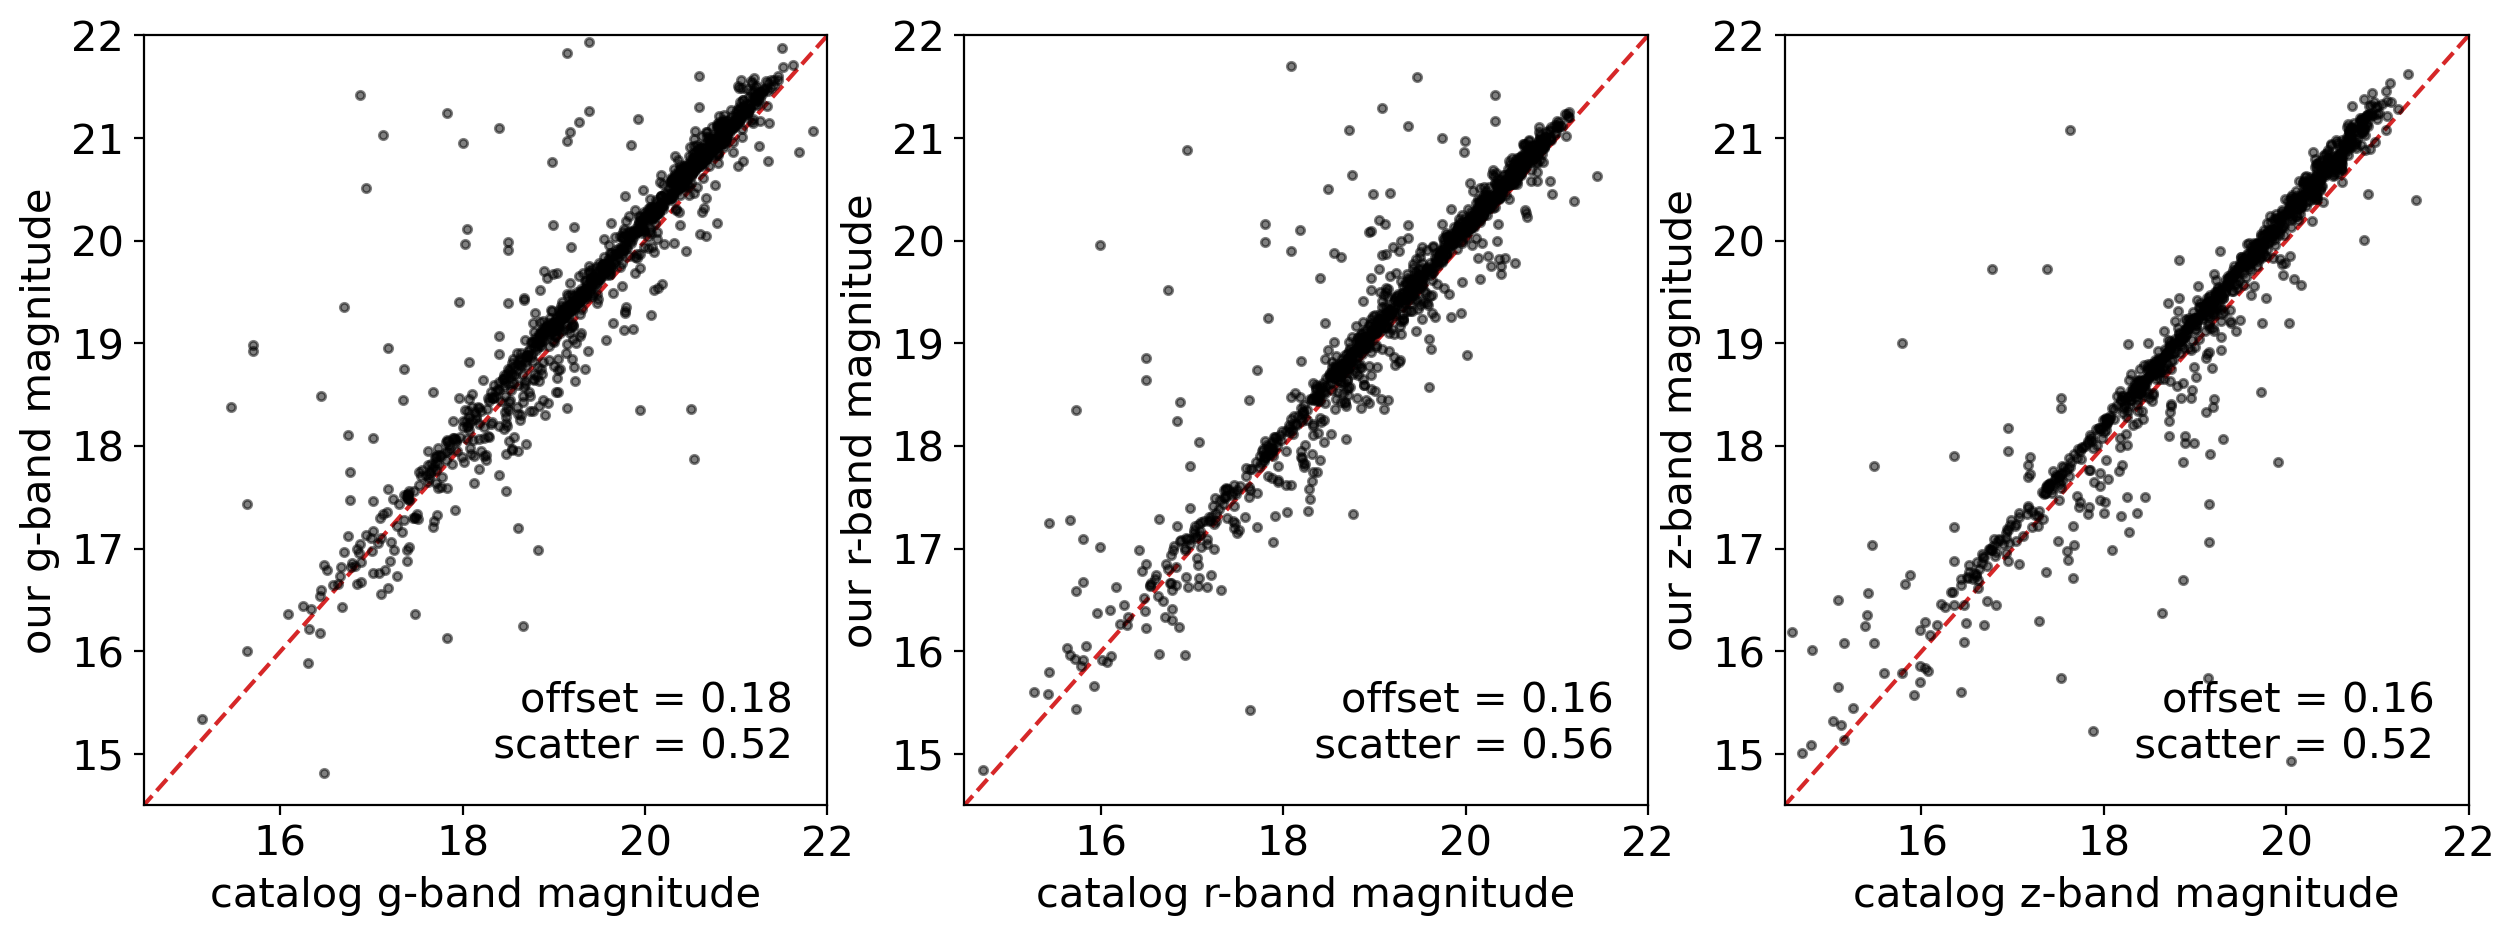 our g-band magnitude
22
21
20
19
18
17
16
15
offset = 0.18
scatter = 0.52
16 18 20 22
catalog g-band magnitude
our r-band magnitude
22
21
20
19
18
17
16
15
offset = 0.16
scatter = 0.56
16 18 20 22
catalog r-band magnitude
our z-band magnitude
22
21
20
19
18
17
16
15
offset = 0.16
scatter = 0.52
16 18 20 22
catalog z-band magnitude